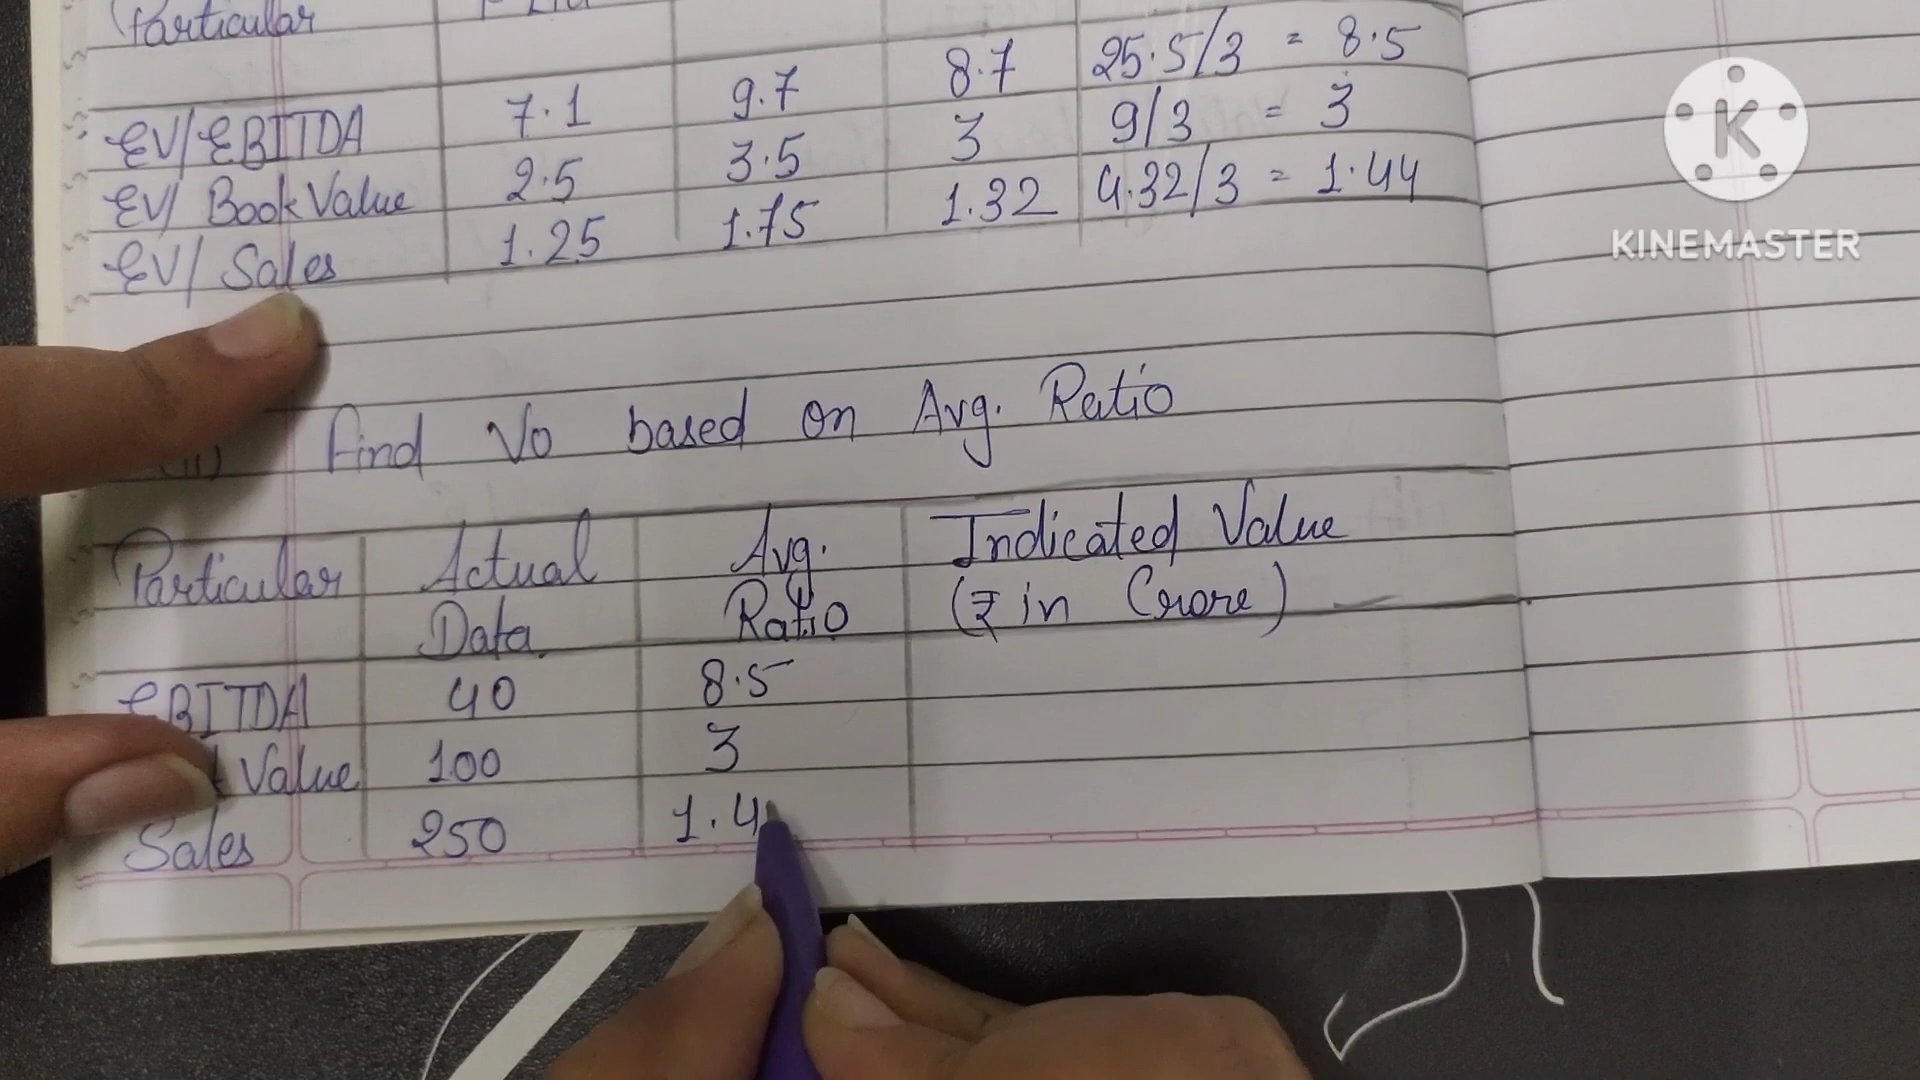 Particular
EV/EBITDA 7.1 9.7 8.7 25.5/3 = 8.5
EV/ Book Value 2.5 3.5 3 9/3 = 3
EV/ Sales 1.25 1.75 1.32 4.32/3 = 1.44
K
KINEMASTER
Find Vo based on Avg. Ratio
Particular Actual Data Avg. Ratio Indicated Value (₹ in Crore)
EBITDA 40 8.5
Value 100 3
Sales 250 1.4